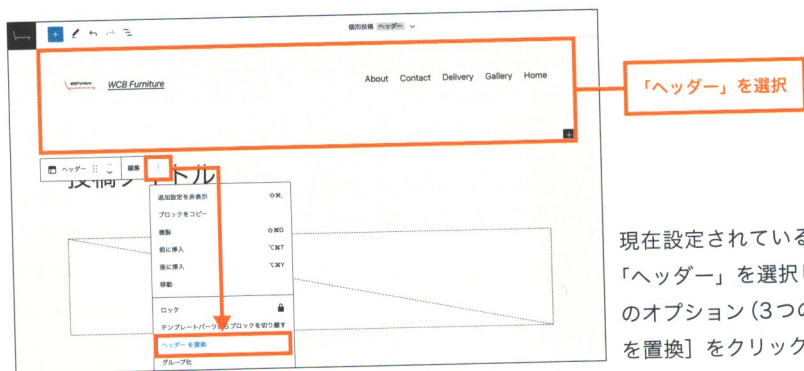 個別投稿 ヘッダー
WCB Furniture
About Contact Delivery Gallery Home
「ヘッダー」を選択
ヘッダー
編集
投稿タイトル
追加設定を非表示 ⇧⌘,
ブロックをコピー
複製 ⇧⌘D
前に挿入 ⌥⌘T
後に挿入 ⌥⌘Y
移動
ロック
テンプレートパーツ らブロックを切り離す
ヘッダー を置換
グループ化
現在設定されている
「ヘッダー」を選択し
のオプション(3つの
を置換]をクリック